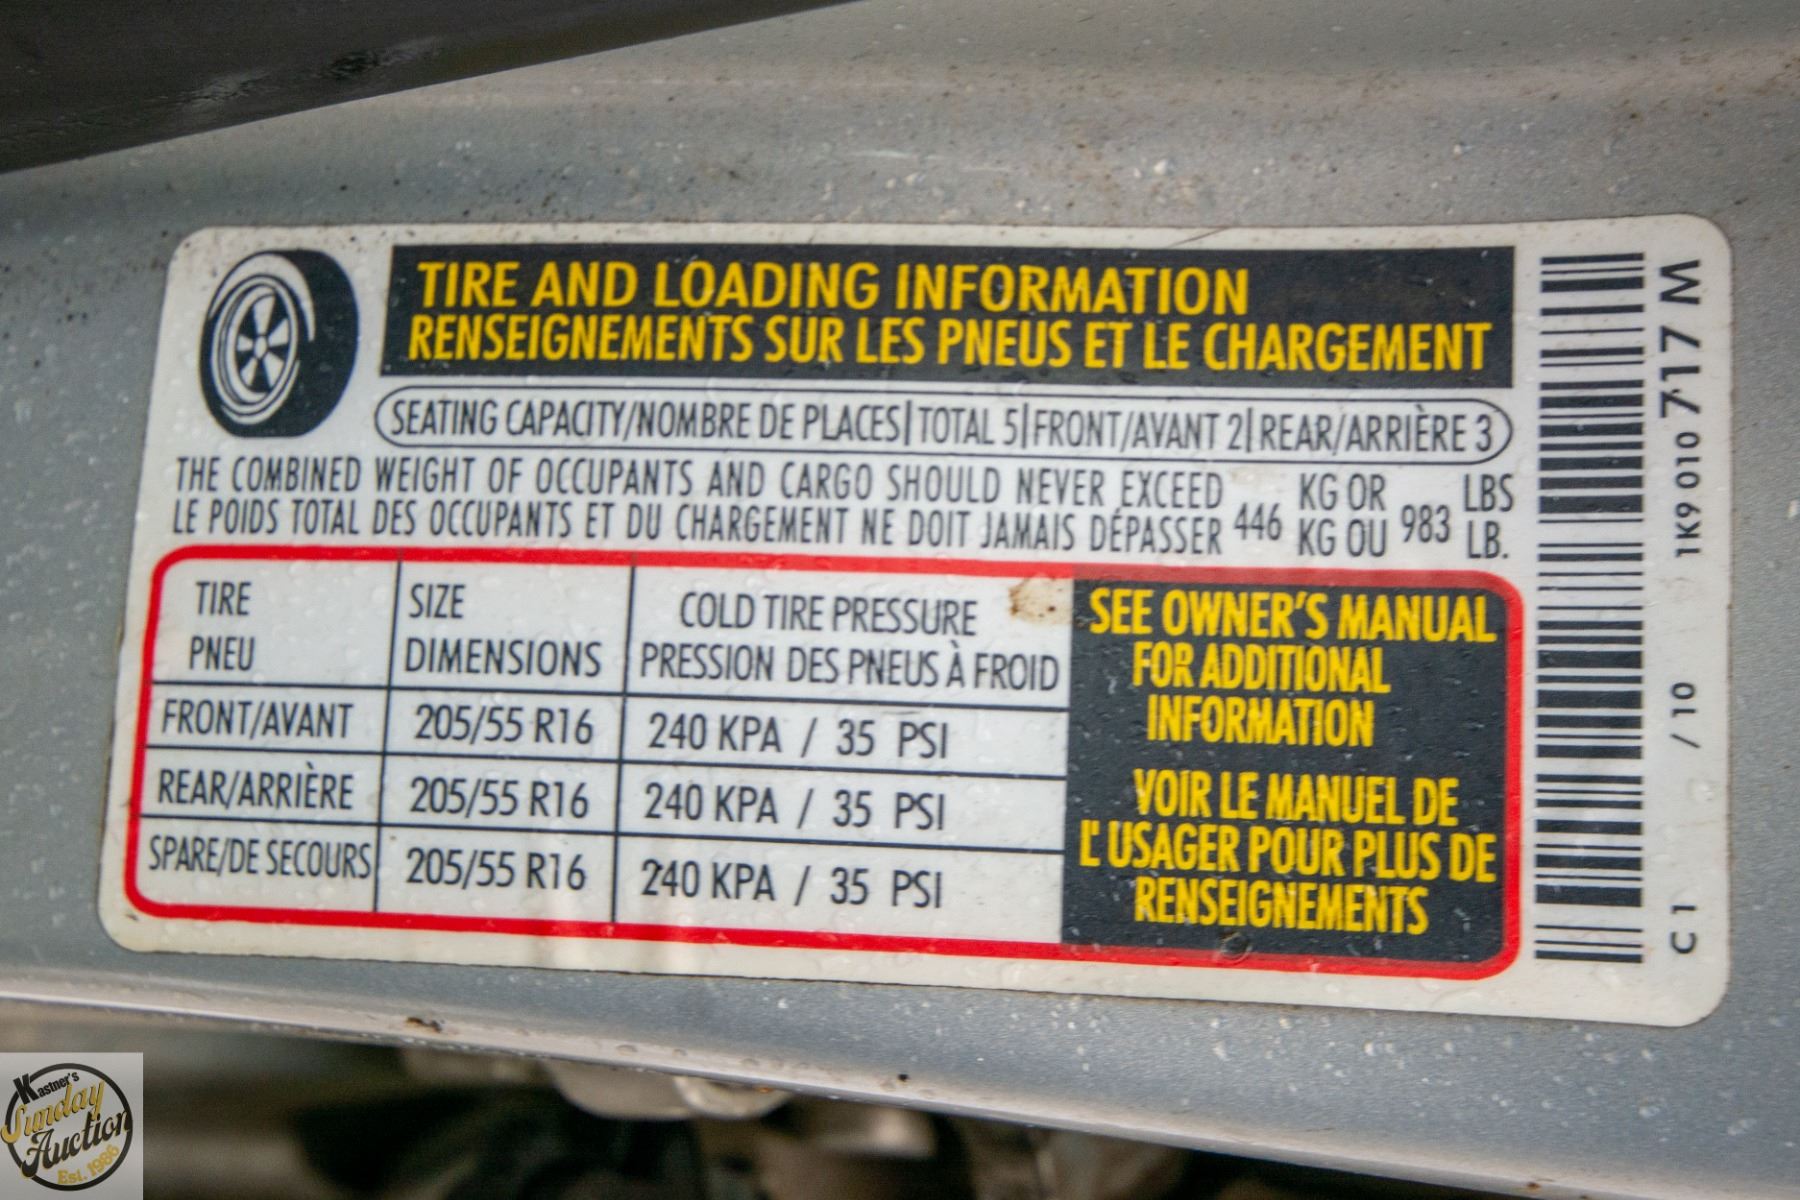 TIRE AND LOADING INFORMATION
RENSEIGNEMENTS SUR LES PNEUS ET LE CHARGEMENT
SEATING CAPACITY/NOMBRE DE PLACES| TOTAL 5| FRONT/AVANT 2| REAR/ARRIÈRE 3
THE COMBINED WEIGHT OF OCCUPANTS AND CARGO SHOULD NEVER EXCEED 446 KG OR 983 LBS
LE POIDS TOTAL DES OCCUPANTS ET DU CHARGEMENT NE DOIT JAMAIS DÉPASSER KG OU LB.
TIRE SIZE COLD TIRE PRESSURE
PNEU DIMENSIONS PRESSION DES PNEUS À FROID
FRONT/AVANT 205/55 R16 240 KPA / 35 PSI
REAR/ARRIÈRE 205/55 R16 240 KPA / 35 PSI
SPARE/DE SECOURS 205/55 R16 240 KPA / 35 PSI
SEE OWNER'S MANUAL
FOR ADDITIONAL
INFORMATION
VOIR LE MANUEL DE
L'USAGER POUR PLUS DE
RENSEIGNEMENTS
C1 / 10 1K9 010 717 M
Kastner's
Sunday
Auction
Est. 1986